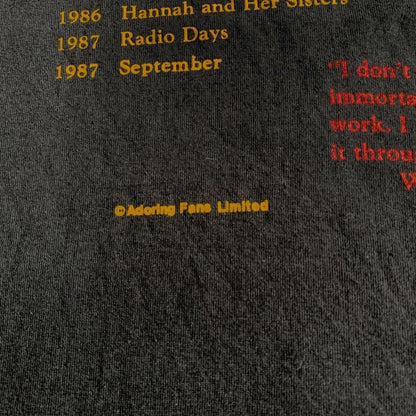 1986 Hannah and Her Sisters
1987 Radio Days
1987 September
"I don't
immorta
work, I
it throu
W
© Adoring Fans Limited